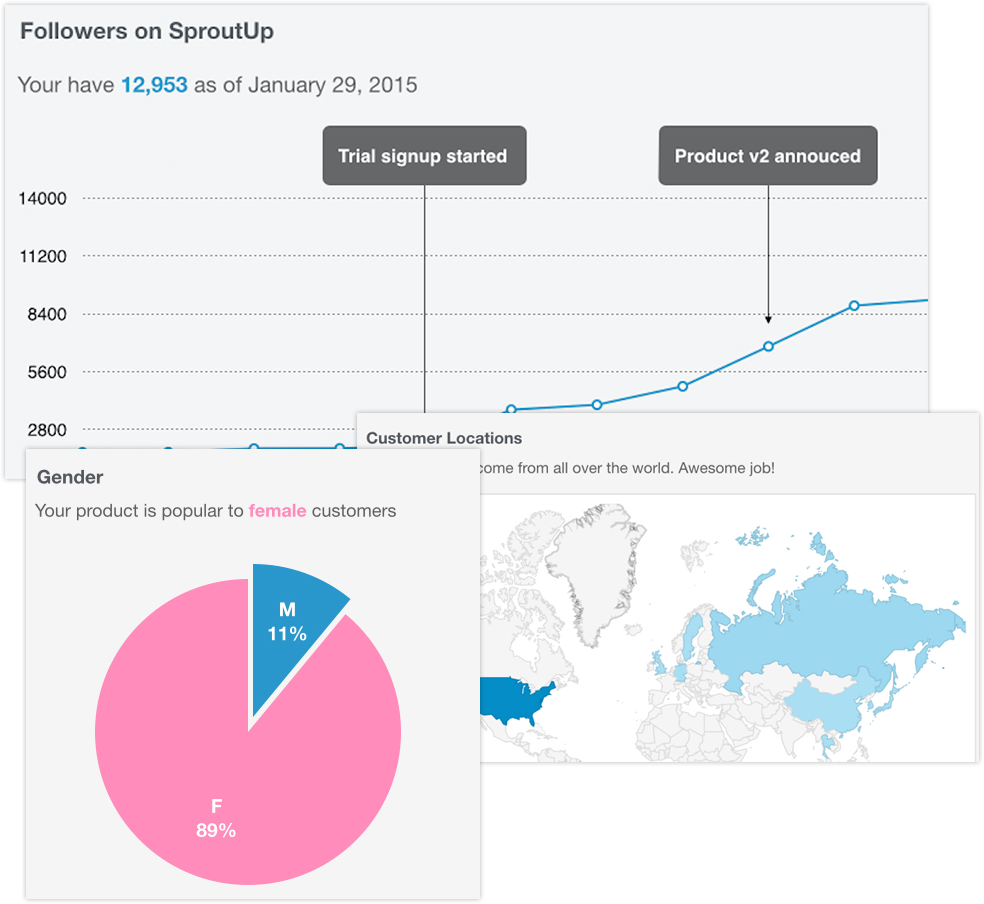 Followers on SproutUp
Your have 12,953 as of January 29, 2015
Trial signup started
Product v2 annouced
14000
11200
8400
5600
2800
Customer Locations
come from all over the world. Awesome job!
Gender
Your product is popular to female customers
M
11%
F
89%